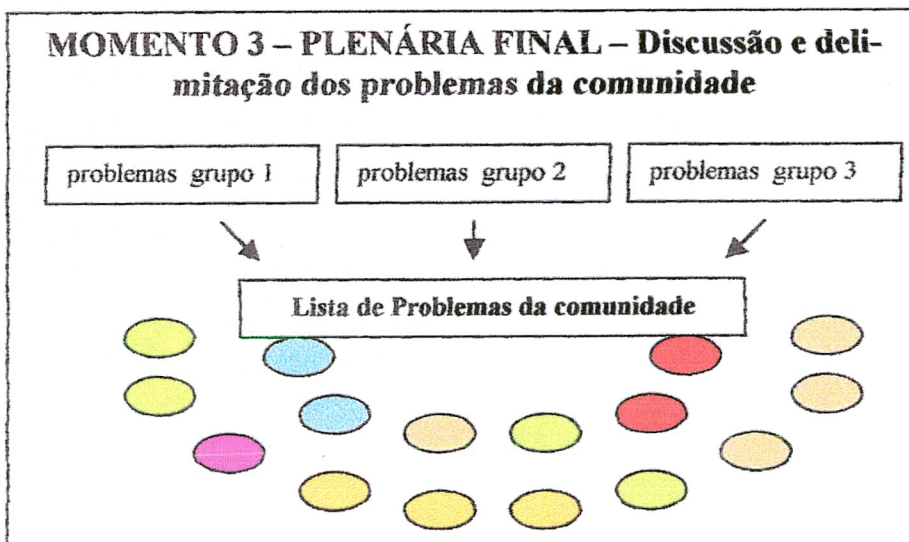 MOMENTO 3 – PLENÁRIA FINAL – Discussão e deli-
mitação dos problemas da comunidade
problemas grupo 1
problemas grupo 2
problemas grupo 3
Lista de Problemas da comunidade